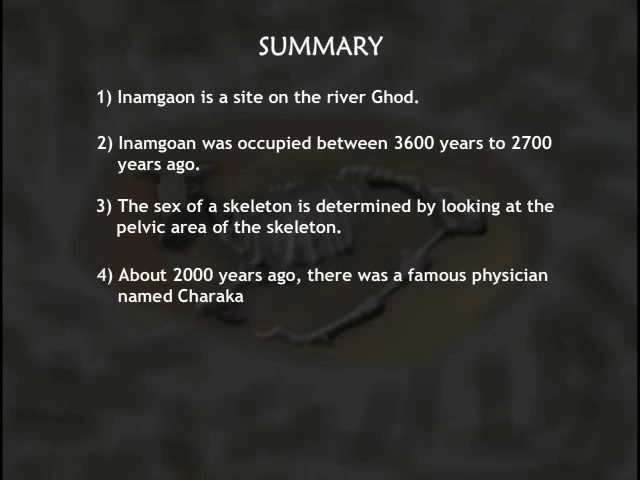 SUMMARY
1) Inamgaon is a site on the river Ghod.
2) Inamgoan was occupied between 3600 years to 2700
years ago.
3) The sex of a skeleton is determined by looking at the
pelvic area of the skeleton.
4) About 2000 years ago, there was a famous physician
named Charaka